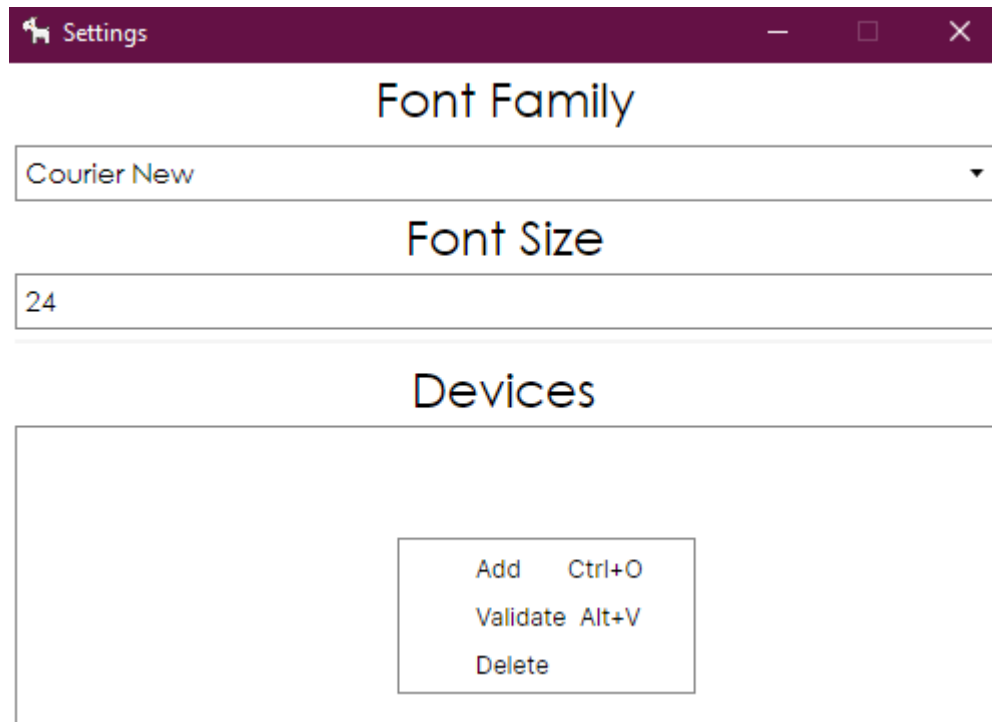 Settings
Font Family
Courier New
Font Size
24
Devices
Add Ctrl+O
Validate Alt+V
Delete